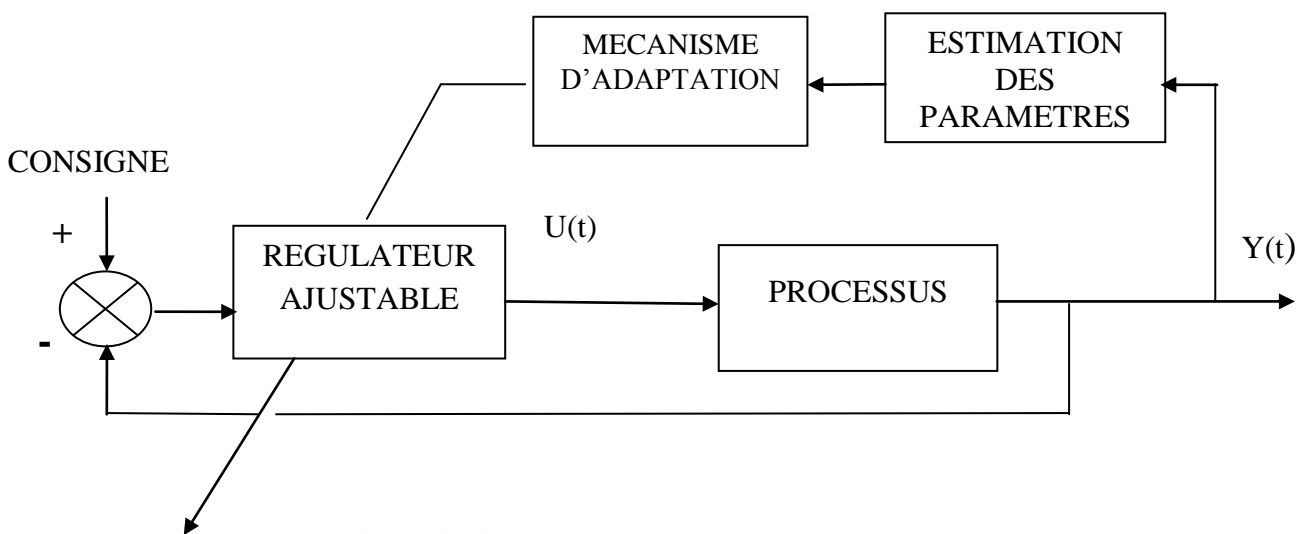 MECANISME
D'ADAPTATION
ESTIMATION
DES
PARAMETRES
CONSIGNE
+
REGULATEUR
AJUSTABLE
U(t)
PROCESSUS
Y(t)
-